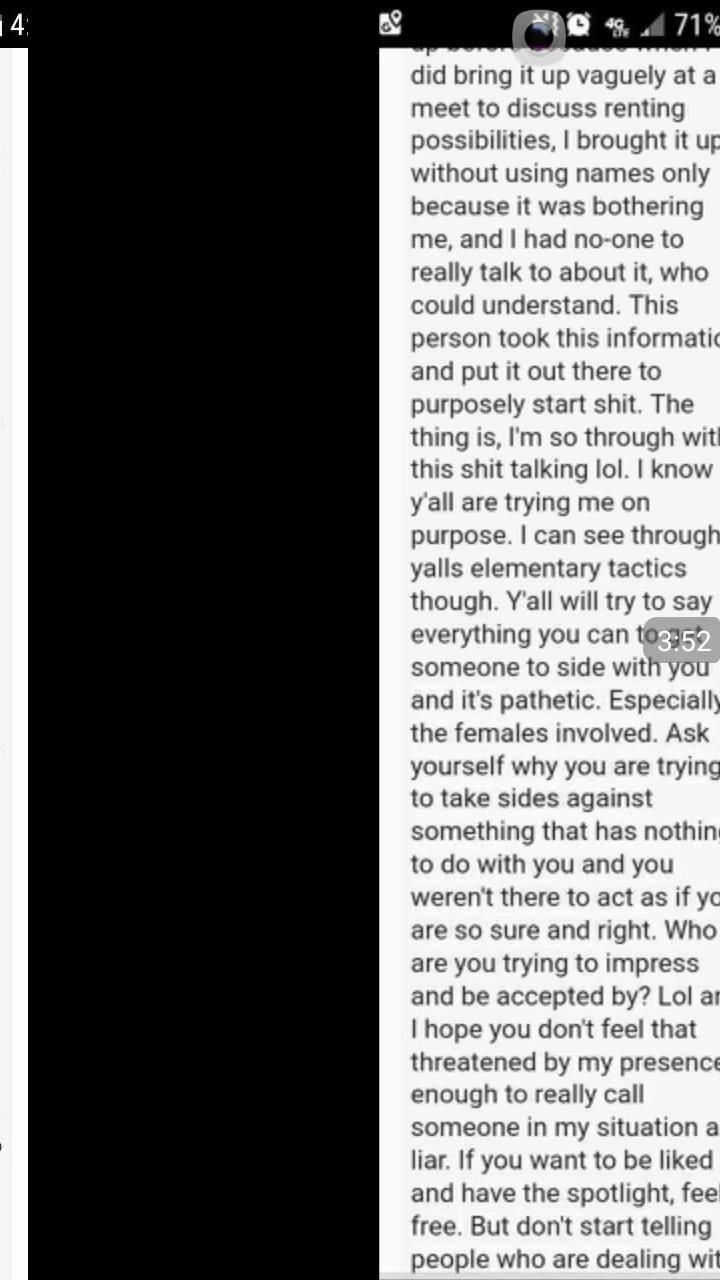 4:
4G LTE 71%
did bring it up vaguely at a
meet to discuss renting
possibilities, I brought it up
without using names only
because it was bothering
me, and I had no-one to
really talk to about it, who
could understand. This
person took this informatio
and put it out there to
purposely start shit. The
thing is, I'm so through with
this shit talking lol. I know
y'all are trying me on
purpose. I can see through
yalls elementary tactics
though. Y'all will try to say
everything you can to get
3:52
someone to side with you
and it's pathetic. Especially
the females involved. Ask
yourself why you are trying
to take sides against
something that has nothing
to do with you and you
weren't there to act as if yo
are so sure and right. Who
are you trying to impress
and be accepted by? Lol an
I hope you don't feel that
threatened by my presence
enough to really call
someone in my situation a
liar. If you want to be liked
and have the spotlight, feel
free. But don't start telling
people who are dealing wit